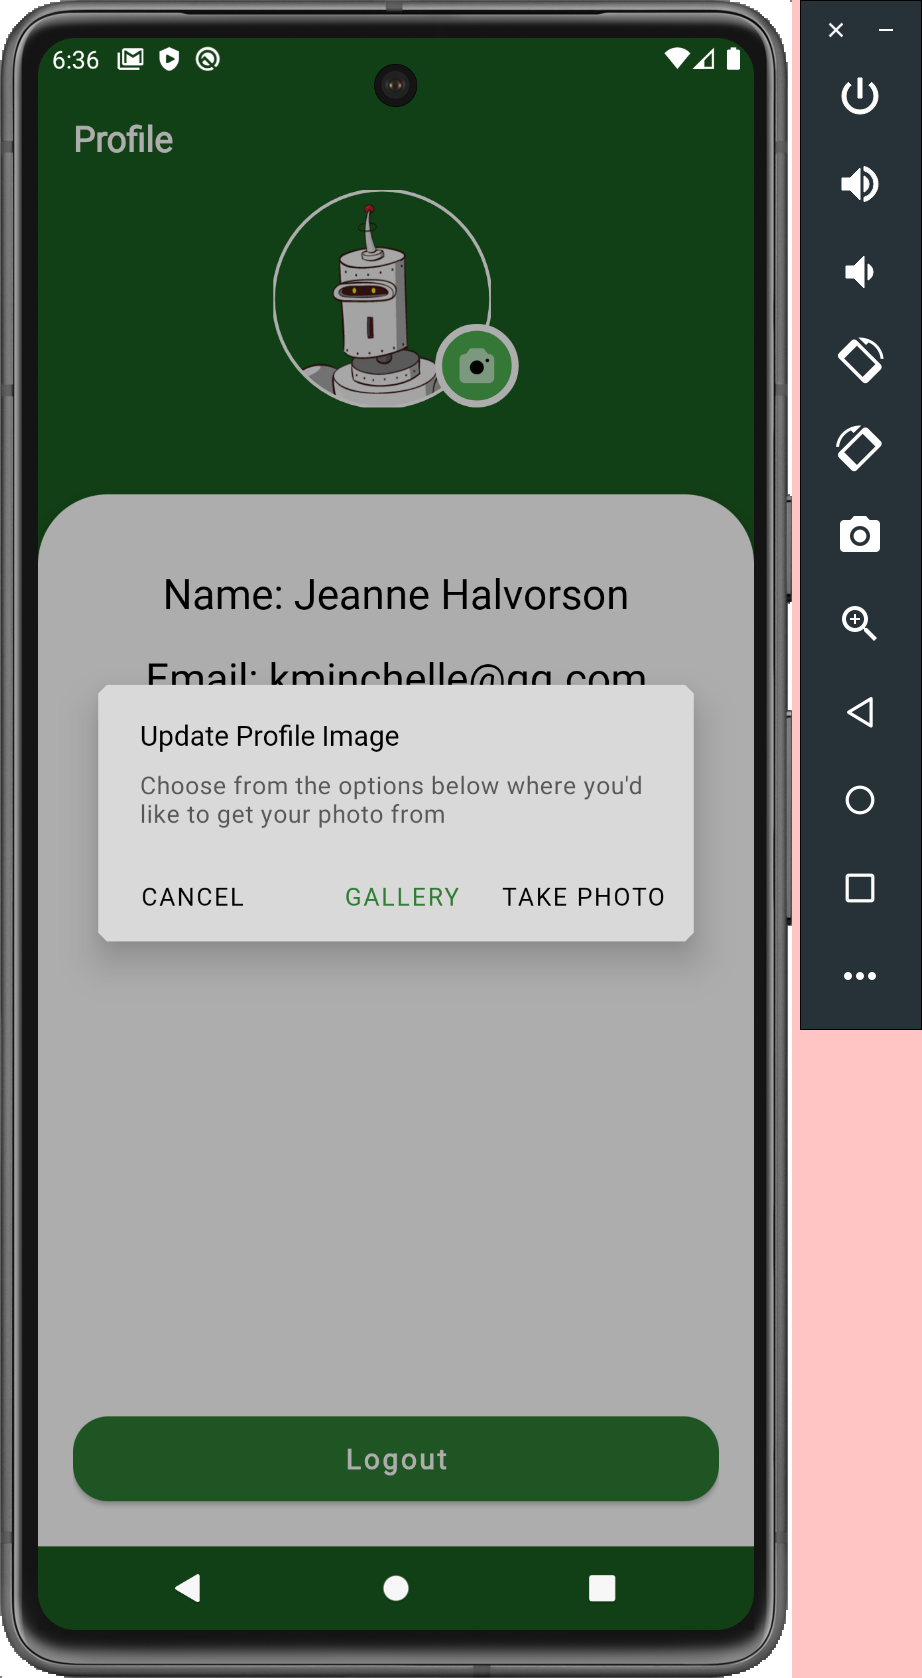 6:36
Profile
Name: Jeanne Halvorson
Email: kminchelle@qq.com
Update Profile Image
Choose from the options below where you'd
like to get your photo from
CANCEL GALLERY TAKE PHOTO
Logout